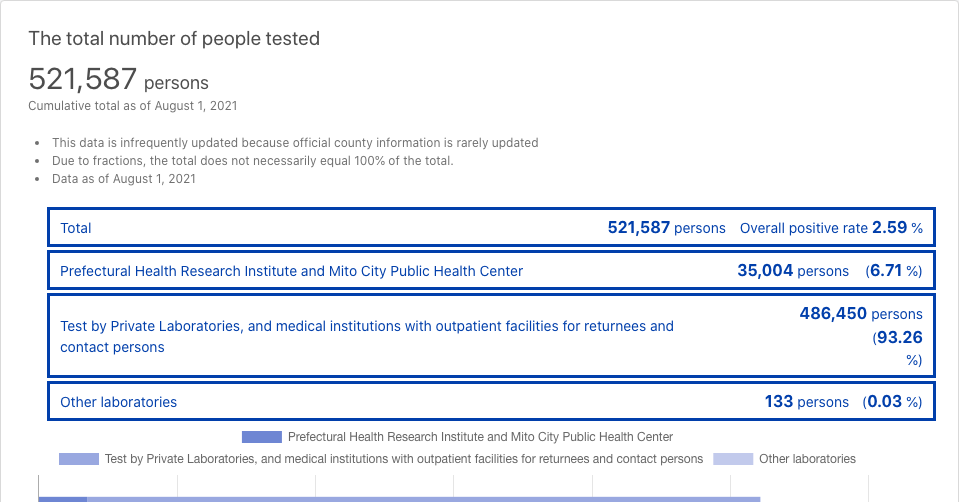 The total number of people tested
521,587 persons
Cumulative total as of August 1, 2021
• This data is infrequently updated because official county information is rarely updated
• Due to fractions, the total does not necessarily equal 100% of the total.
• Data as of August 1, 2021
Total 521,587 persons Overall positive rate 2.59 %
Prefectural Health Research Institute and Mito City Public Health Center 35,004 persons (6.71 %)
Test by Private Laboratories, and medical institutions with outpatient facilities for returnees and
contact persons
486,450 persons
(93.26
%)
Other laboratories 133 persons (0.03 %)
Prefectural Health Research Institute and Mito City Public Health Center
Test by Private Laboratories, and medical institutions with outpatient facilities for returnees and contact persons Other laboratories